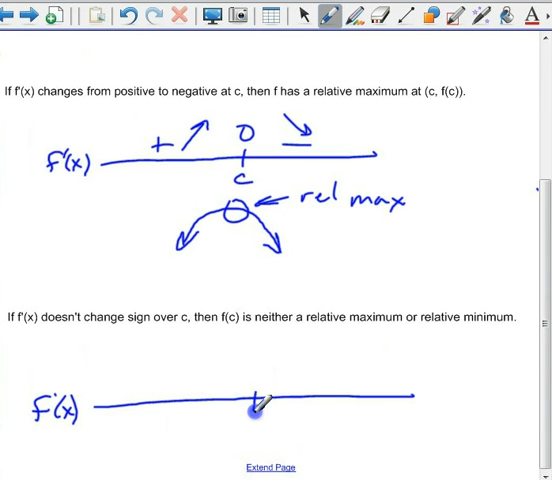 If f'(x) changes from positive to negative at c, then f has a relative maximum at (c, f(c)).
+ 0 −
f'(x)
c
rel max
If f'(x) doesn't change sign over c, then f(c) is neither a relative maximum or relative minimum.
f'(x)
Extend Page